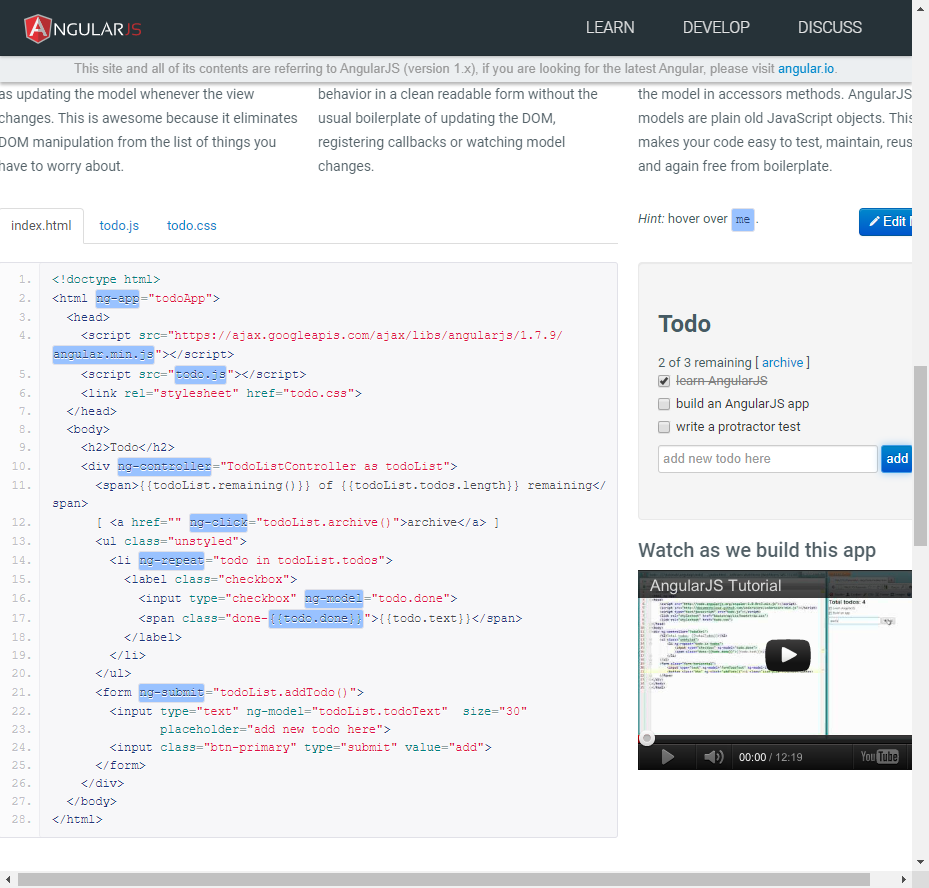 ANGULARJS
LEARN
DEVELOP
DISCUSS
This site and all of its contents are referring to AngularJS (version 1.x), if you are looking for the latest Angular, please visit angular.io.
as updating the model whenever the view
changes. This is awesome because it eliminates
DOM manipulation from the list of things you
have to worry about.
behavior in a clean readable form without the
usual boilerplate of updating the DOM,
registering callbacks or watching model
changes.
the model in accessors methods. AngularJS
models are plain old JavaScript objects. This
makes your code easy to test, maintain, reus
and again free from boilerplate.
index.html
todo.js
todo.css
Hint: hover over me .
Edit
1. <!doctype html>
2. <html ng-app="todoApp">
3. <head>
4. <script src="https://ajax.googleapis.com/ajax/libs/angularjs/1.7.9/
angular.min.js"></script>
5. <script src="todo.js"></script>
6. <link rel="stylesheet" href="todo.css">
7. </head>
8. <body>
9. <h2>Todo</h2>
10. <div ng-controller="TodoListController as todoList">
11. <span>{{todoList.remaining()}} of {{todoList.todos.length}} remaining</
span>
12. [ <a href="" ng-click="todoList.archive()">archive</a> ]
13. <ul class="unstyled">
14. <li ng-repeat="todo in todoList.todos">
15. <label class="checkbox">
16. <input type="checkbox" ng-model="todo.done">
17. <span class="done-{{todo.done}}">{{todo.text}}</span>
18. </label>
19. </li>
20. </ul>
21. <form ng-submit="todoList.addTodo()">
22. <input type="text" ng-model="todoList.todoText" size="30"
23. placeholder="add new todo here">
24. <input class="btn-primary" type="submit" value="add">
25. </form>
26. </div>
27. </body>
28. </html>
Todo
2 of 3 remaining [ archive ]
learn AngularJS
build an AngularJS app
write a protractor test
add new todo here
add
Watch as we build this app
AngularJS Tutorial
Total todos: 4
00:00 / 12:19
YouTube